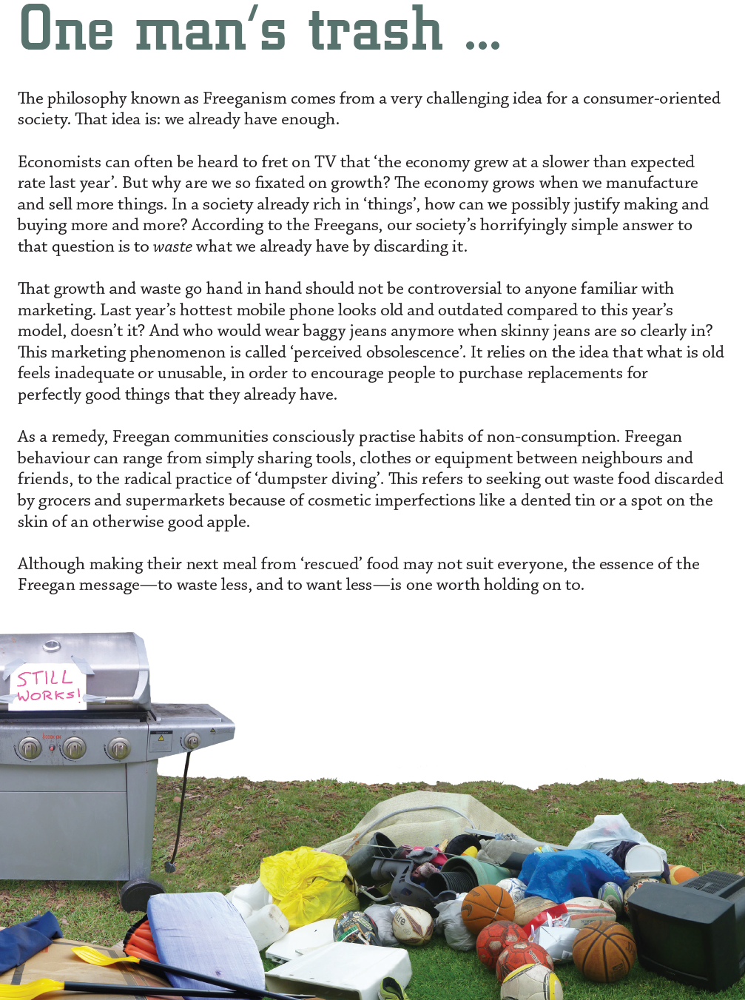 One man’s trash ...
The philosophy known as Freeganism comes from a very challenging idea for a consumer-oriented
society. That idea is: we already have enough.
Economists can often be heard to fret on TV that ‘the economy grew at a slower than expected
rate last year’. But why are we so fixated on growth? The economy grows when we manufacture
and sell more things. In a society already rich in ‘things’, how can we possibly justify making and
buying more and more? According to the Freegans, our society’s horrifyingly simple answer to
that question is to waste what we already have by discarding it.
That growth and waste go hand in hand should not be controversial to anyone familiar with
marketing. Last year’s hottest mobile phone looks old and outdated compared to this year’s
model, doesn’t it? And who would wear baggy jeans anymore when skinny jeans are so clearly in?
This marketing phenomenon is called ‘perceived obsolescence’. It relies on the idea that what is old
feels inadequate or unusable, in order to encourage people to purchase replacements for
perfectly good things that they already have.
As a remedy, Freegan communities consciously practise habits of non-consumption. Freegan
behaviour can range from simply sharing tools, clothes or equipment between neighbours and
friends, to the radical practice of ‘dumpster diving’. This refers to seeking out waste food discarded
by grocers and supermarkets because of cosmetic imperfections like a dented tin or a spot on the
skin of an otherwise good apple.
Although making their next meal from ‘rescued’ food may not suit everyone, the essence of the
Freegan message—to waste less, and to want less—is one worth holding on to.
STILL
WORKS!